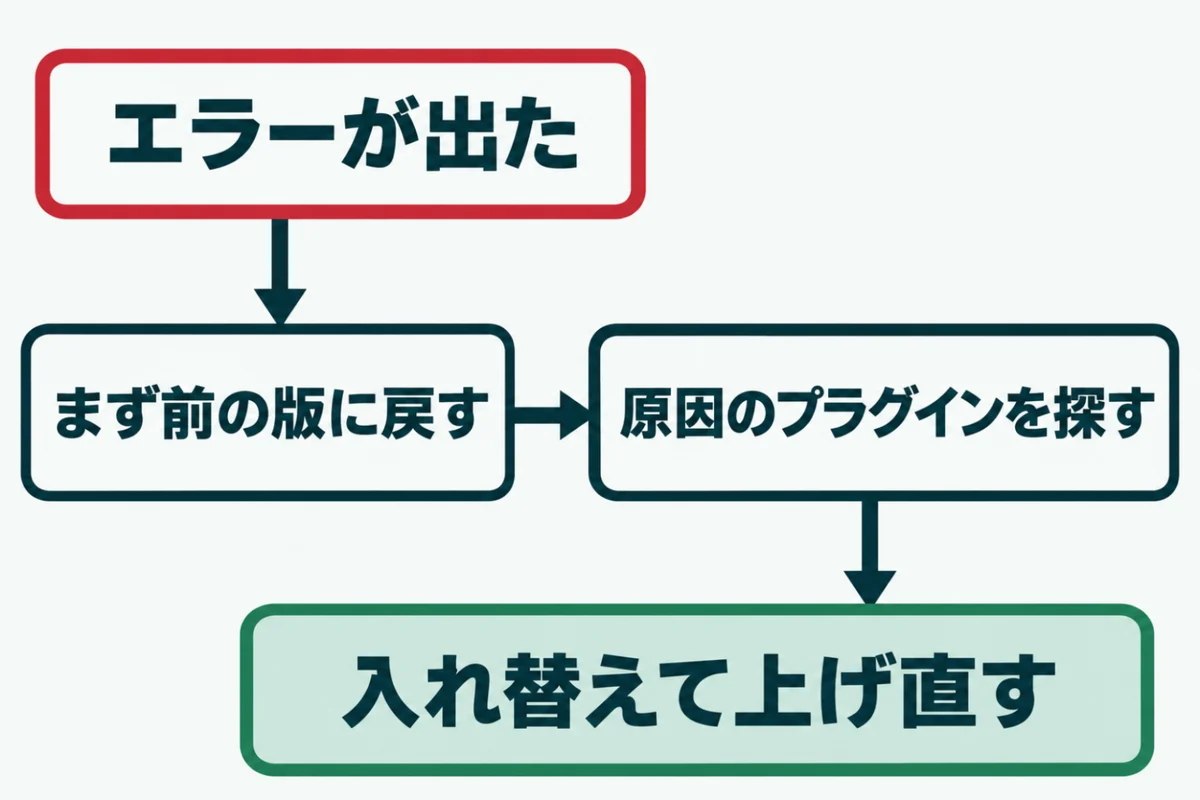 エラーが出た
まず前の版に戻す
原因のプラグインを探す
入れ替えて上げ直す